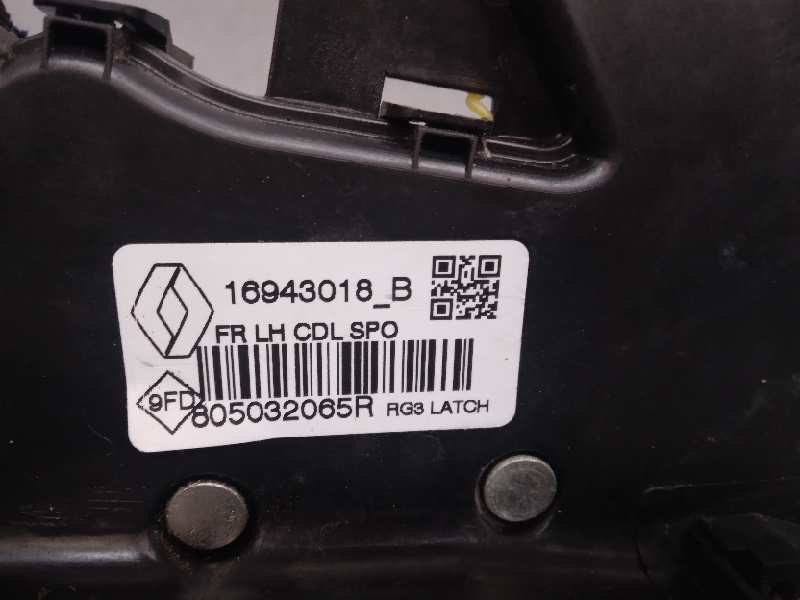 16943018_B
FR LH CDL SPO
9FD
805032065R RG3 LATCH